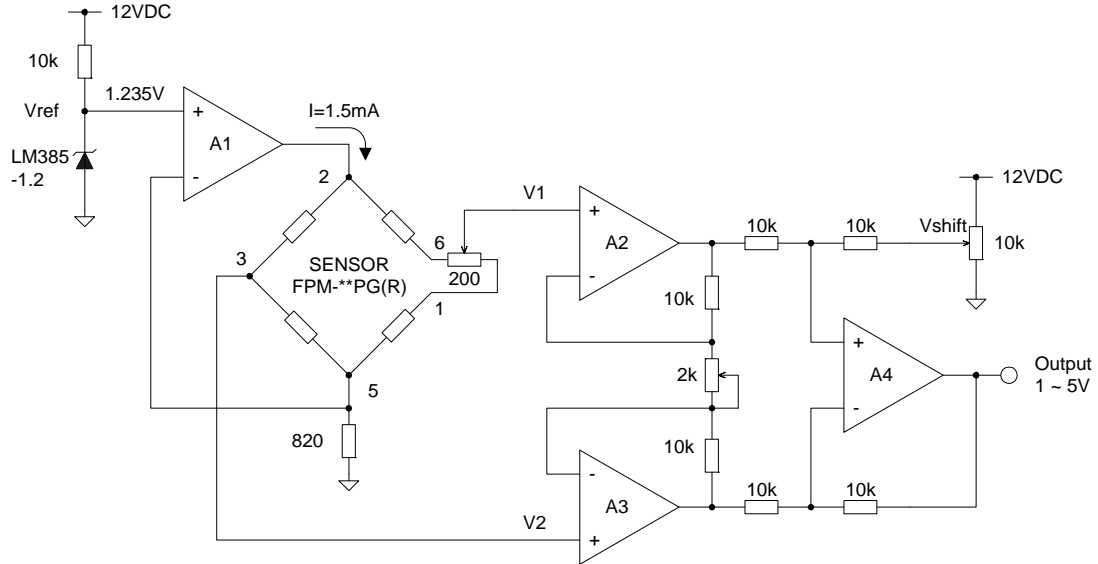 12VDC
10k
Vref
1.235V
LM385
-1.2
+
-
A1
I=1.5mA
2
3
6
SENSOR
FPM-**PG(R)
200
1
5
820
V1
V2
+
-
A2
10k
2k
10k
-
+
A3
10k
10k
Vshift
12VDC
10k
+
-
A4
10k
10k
Output
1 ~ 5V